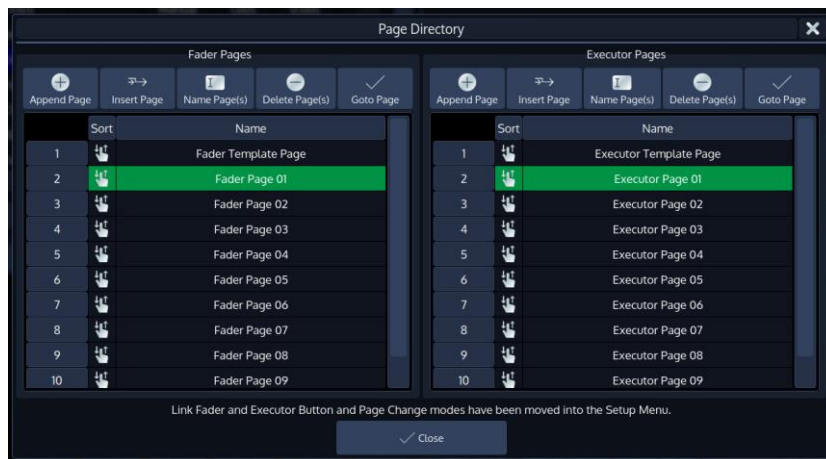 Page Directory
Fader Pages
Append Page Insert Page Name Page(s) Delete Page(s) Goto Page
Sort Name
1 Fader Template Page
2 Fader Page 01
3 Fader Page 02
4 Fader Page 03
5 Fader Page 04
6 Fader Page 05
7 Fader Page 06
8 Fader Page 07
9 Fader Page 08
10 Fader Page 09
Executor Pages
Append Page Insert Page Name Page(s) Delete Page(s) Goto Page
Sort Name
1 Executor Template Page
2 Executor Page 01
3 Executor Page 02
4 Executor Page 03
5 Executor Page 04
6 Executor Page 05
7 Executor Page 06
8 Executor Page 07
9 Executor Page 08
10 Executor Page 09
Link Fader and Executor Button and Page Change modes have been moved into the Setup Menu.
Close